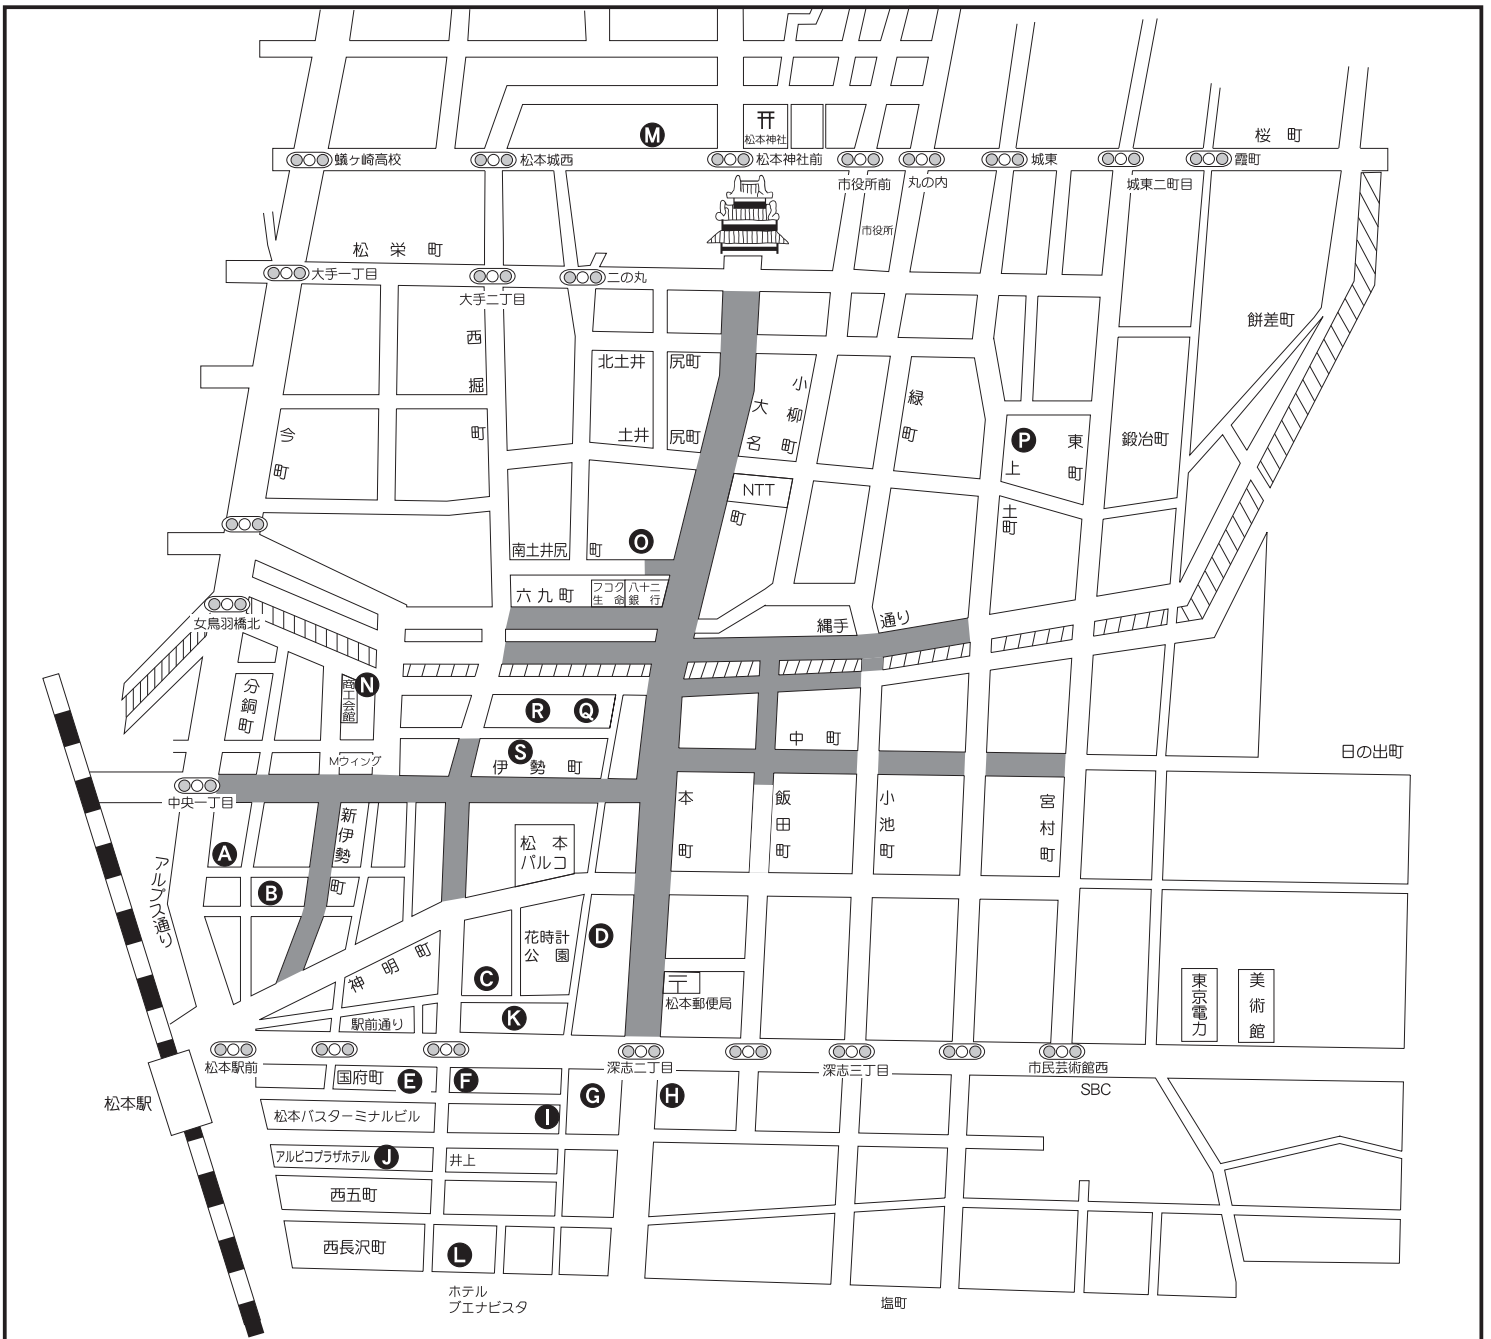 M
松本神社
桜町
蟻ヶ崎高校
松本城西
松本神社前
市役所前
丸の内
城東
城東二町目
霞町
市役所
松栄町
大手一丁目
大手二丁目
二の丸
西堀町
餅差町
北土井尻町
土井尻町
小柳町
大名町
緑町
今町
P
東町
上土町
鍛冶町
NTT
O
南土井尻町
六九町
フコク生命
八十二銀行
縄手通り
女鳥羽橋北
分銅町
商工会館
N
R
Q
S
伊勢町
中町
日の出町
Mウィング
中央一丁目
新伊勢町
本町
飯田町
小池町
宮村町
松本パルコ
A
B
アルプス通り
神明町
花時計公園
C
D
K
駅前通り
〒
松本郵便局
東京電力
美術館
松本駅前
深志二丁目
深志三丁目
市民芸術館西
SBC
松本駅
国府町
E
F
G
H
I
松本バスターミナルビル
アルピコプラザホテル
J
井上
西五町
西長沢町
L
ホテル
ブエナビスタ
塩町